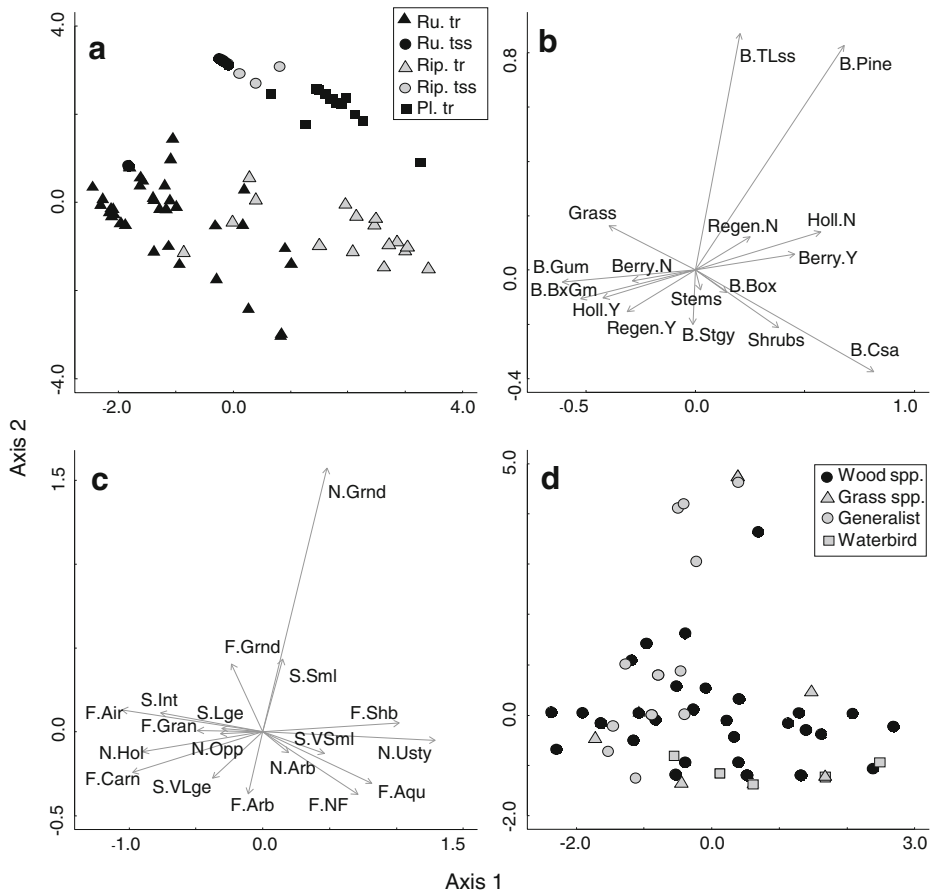 a
4.0
0.0
-4.0
-2.0
0.0
4.0
Ru. tr
Ru. tss
Rip. tr
Rip. tss
Pl. tr
b
0.8
0.0
-0.4
-0.5
0.0
1.0
B.TLss
B.Pine
Grass
Regen.N
Holl.N
B.Gum
Berry.N
Berry.Y
B.BxGm
B.Box
Holl.Y
Stems
Regen.Y
B.Stgy
Shrubs
B.Csa
Axis 2
c
1.5
0.0
-0.5
-1.0
0.0
1.5
N.Grnd
F.Grnd
S.Sml
S.Int
F.Air
S.Lge
F.Shb
F.Gran
S.VSml
N.Hol
N.Opp
N.Usty
N.Arb
F.Carn
S.VLge
F.Aqu
F.Arb
F.NF
d
5.0
0.0
-2.0
-2.0
0.0
3.0
Wood spp.
Grass spp.
Generalist
Waterbird
Axis 1